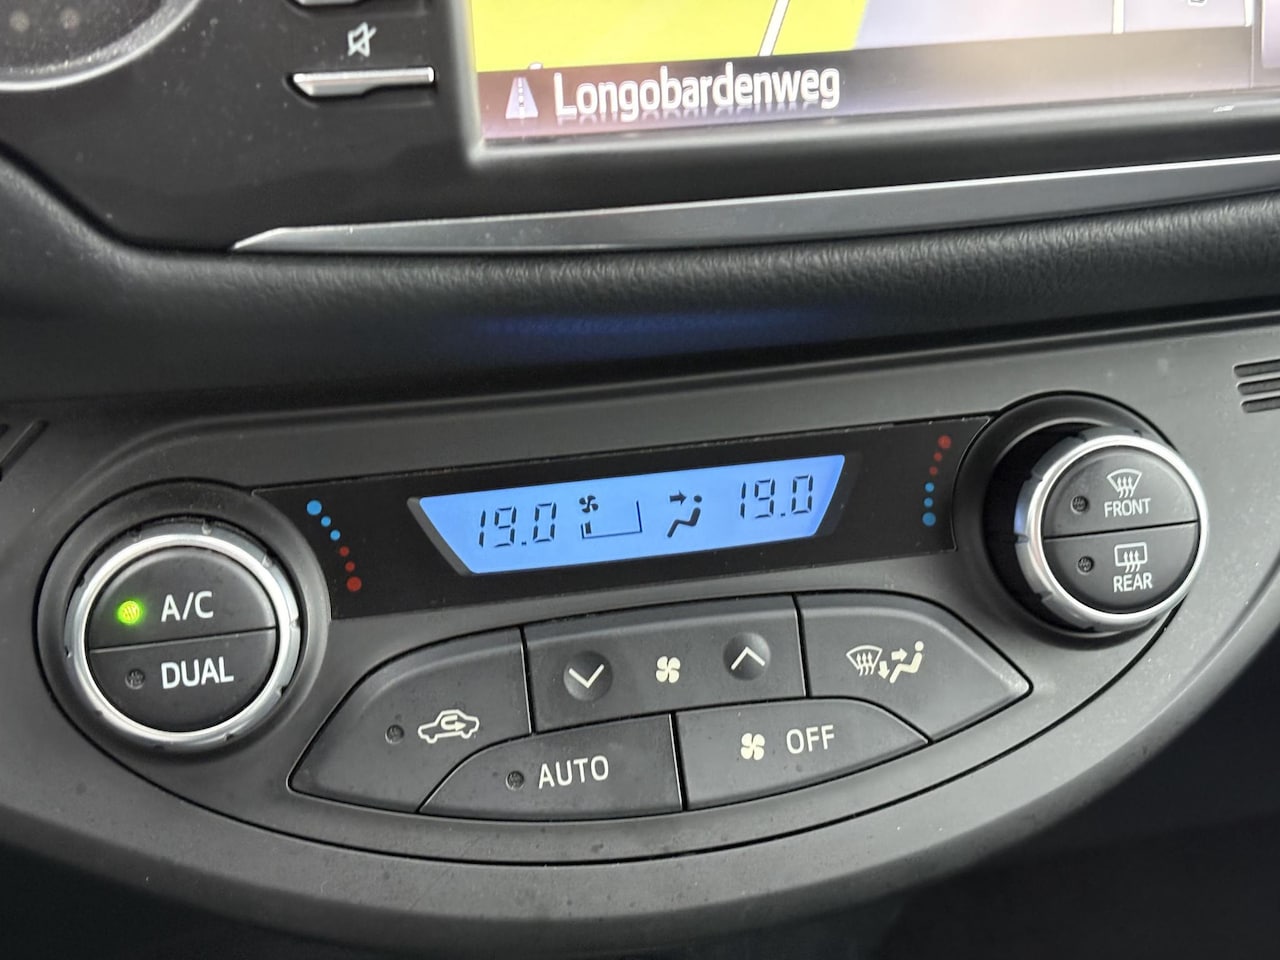 Longobardenweg
19.0 19.0
FRONT
REAR
A/C
DUAL
AUTO
OFF